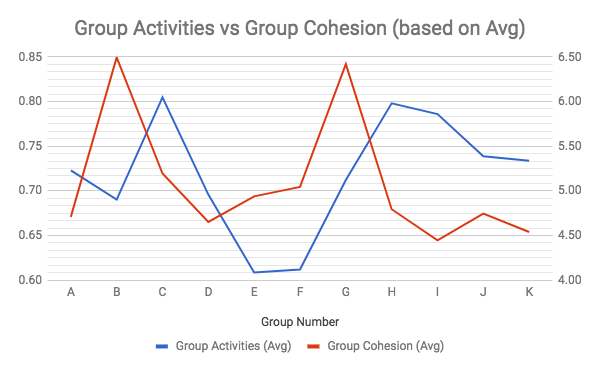 Group Activities vs Group Cohesion (based on Avg)
0.85 6.50
0.80 6.00
0.75 5.50
0.70 5.00
0.65 4.50
0.60 4.00
A B C D E F G H I J K
Group Number
Group Activities (Avg) Group Cohesion (Avg)